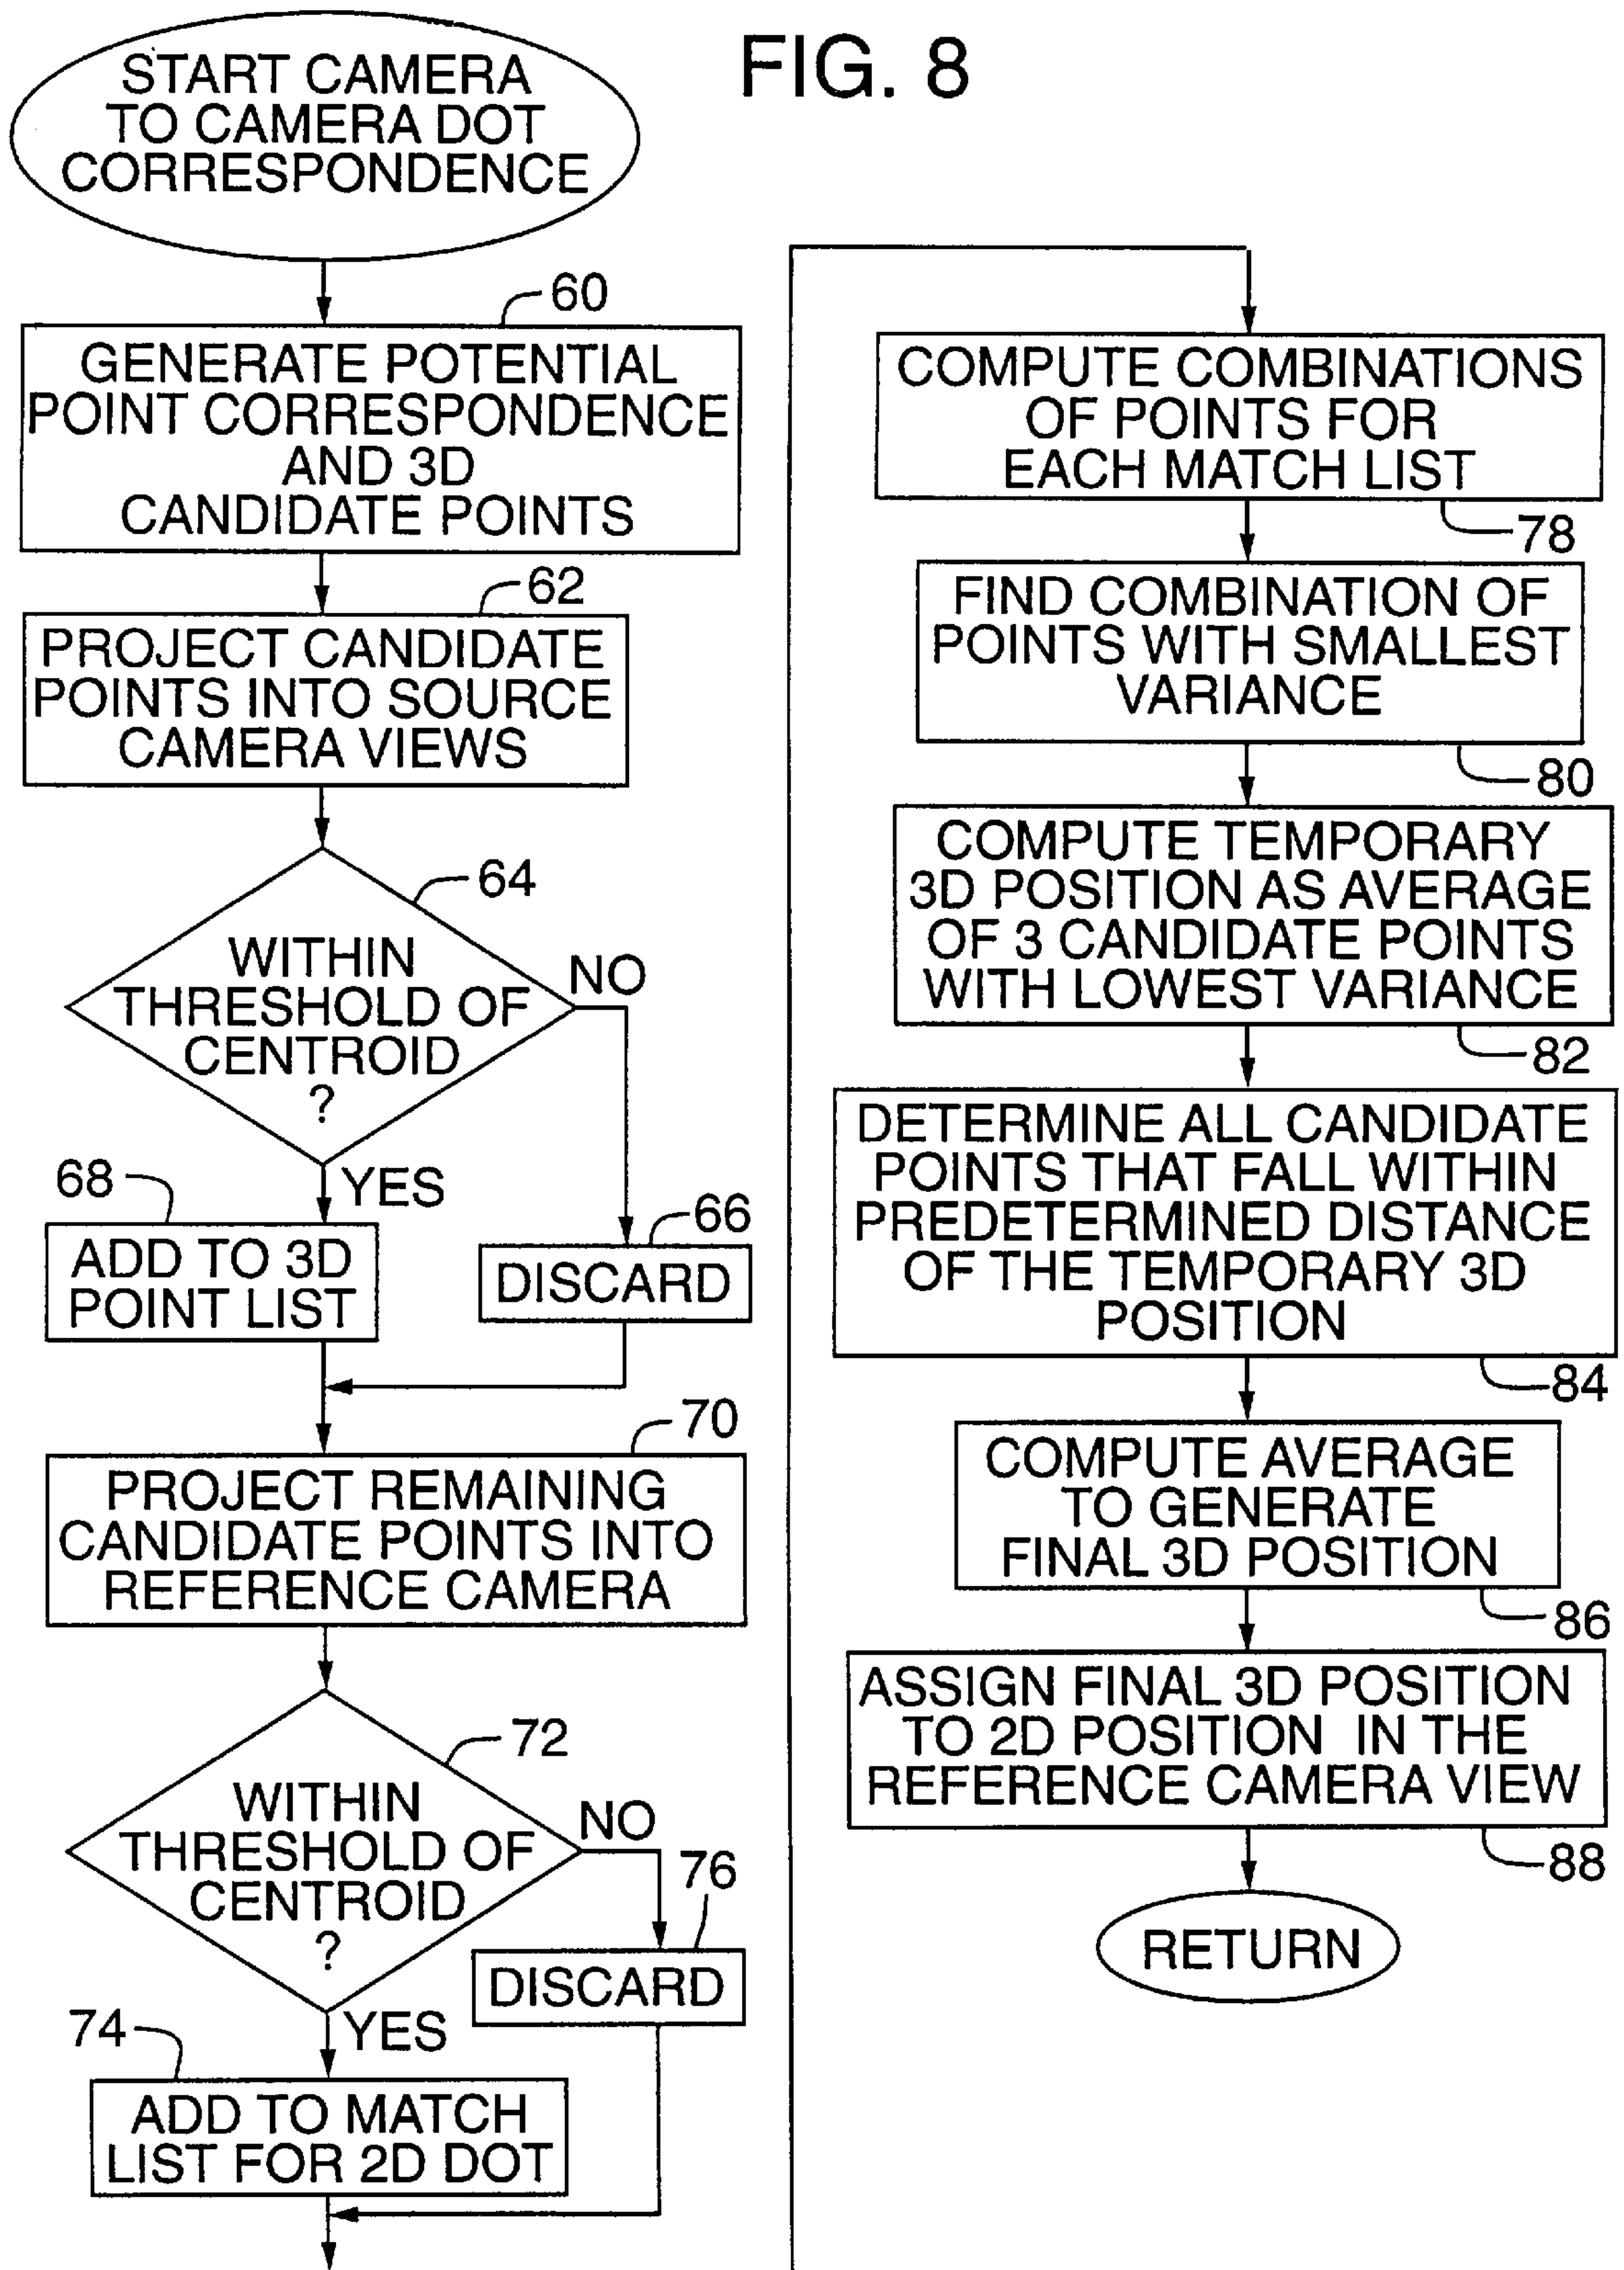 FIG. 8
START CAMERA
TO CAMERA DOT
CORRESPONDENCE
60
GENERATE POTENTIAL
POINT CORRESPONDENCE
AND 3D
CANDIDATE POINTS
62
PROJECT CANDIDATE
POINTS INTO SOURCE
CAMERA VIEWS
64
WITHIN
THRESHOLD OF
CENTROID
?
NO
YES
68
ADD TO 3D
POINT LIST
66
DISCARD
70
PROJECT REMAINING
CANDIDATE POINTS INTO
REFERENCE CAMERA
72
WITHIN
THRESHOLD OF
CENTROID
?
NO
76
DISCARD
YES
74
ADD TO MATCH
LIST FOR 2D DOT
COMPUTE COMBINATIONS
OF POINTS FOR
EACH MATCH LIST
78
FIND COMBINATION OF
POINTS WITH SMALLEST
VARIANCE
80
COMPUTE TEMPORARY
3D POSITION AS AVERAGE
OF 3 CANDIDATE POINTS
WITH LOWEST VARIANCE
82
DETERMINE ALL CANDIDATE
POINTS THAT FALL WITHIN
PREDETERMINED DISTANCE
OF THE TEMPORARY 3D
POSITION
84
COMPUTE AVERAGE
TO GENERATE
FINAL 3D POSITION
86
ASSIGN FINAL 3D POSITION
TO 2D POSITION IN THE
REFERENCE CAMERA VIEW
88
RETURN